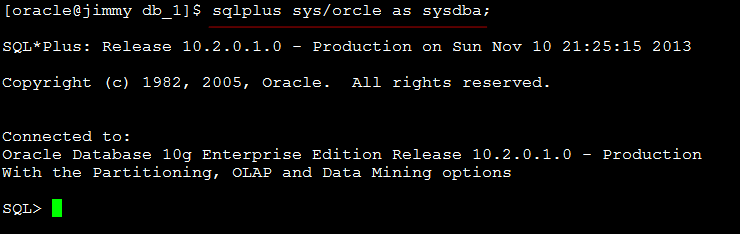 [oracle@jimmy db_1]$ sqlplus sys/orcle as sysdba;
SQL*Plus: Release 10.2.0.1.0 - Production on Sun Nov 10 21:25:15 2013
Copyright (c) 1982, 2005, Oracle.  All rights reserved.
Connected to:
Oracle Database 10g Enterprise Edition Release 10.2.0.1.0 - Production
With the Partitioning, OLAP and Data Mining options
SQL>